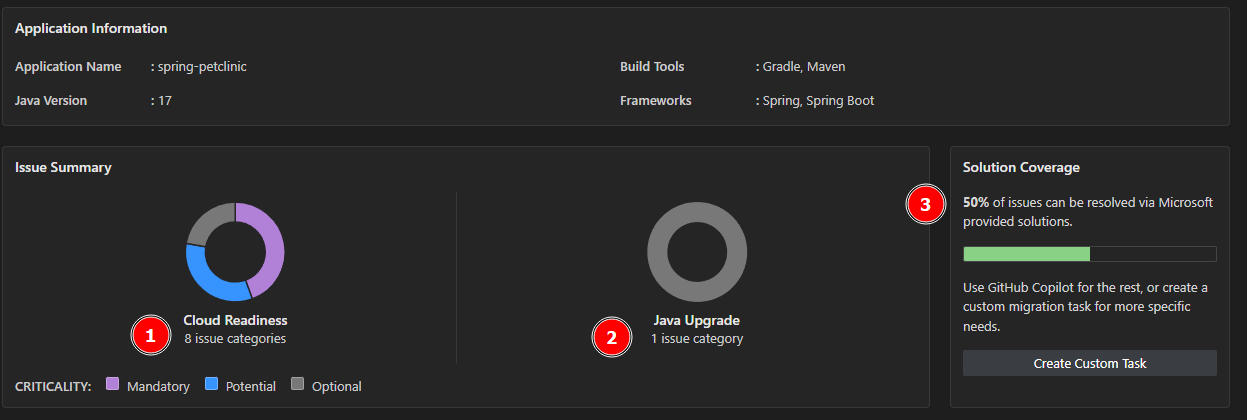 Application Information
Application Name : spring-petclinic
Build Tools : Gradle, Maven
Java Version : 17
Frameworks : Spring, Spring Boot
Issue Summary
1
Cloud Readiness
8 issue categories
2
Java Upgrade
1 issue category
CRITICALITY: Mandatory Potential Optional
3
Solution Coverage
50% of issues can be resolved via Microsoft
provided solutions.
Use GitHub Copilot for the rest, or create a
custom migration task for more specific
needs.
Create Custom Task